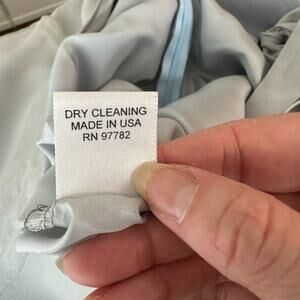 DRY CLEANING
MADE IN USA
RN 97782